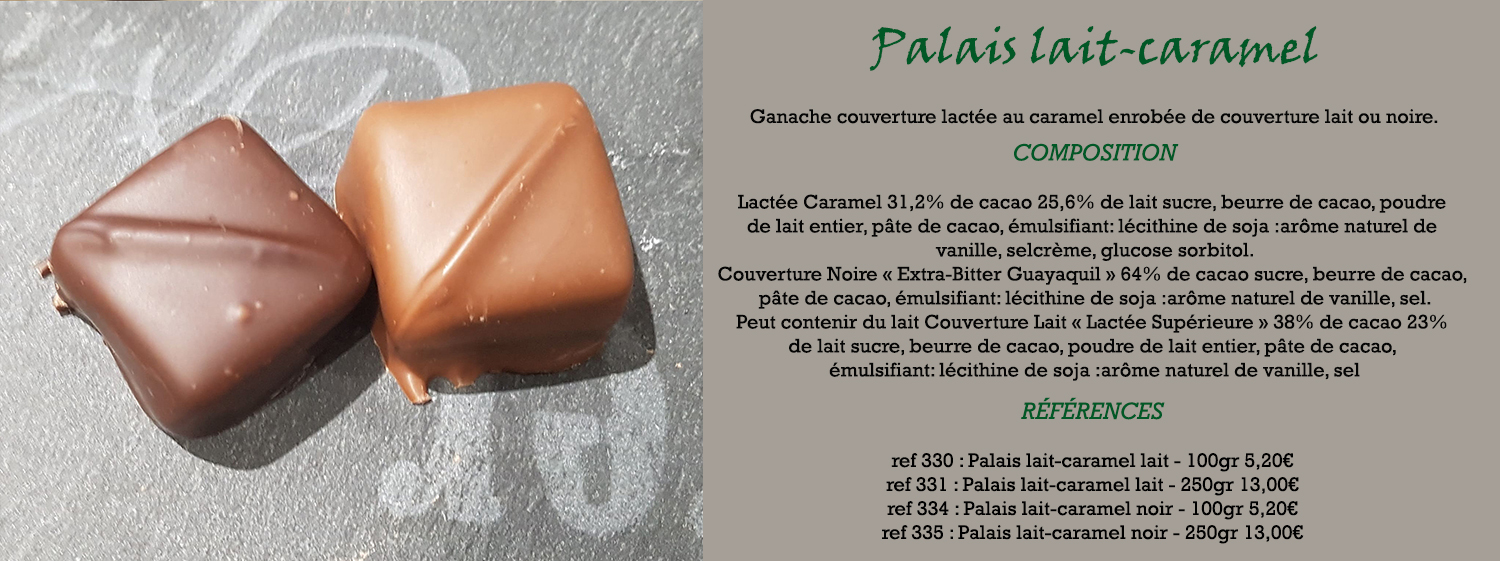 Palais lait-caramel
Ganache couverture lactée au caramel enrobée de couverture lait ou noire.
COMPOSITION
Lactée Caramel 31,2% de cacao 25,6% de lait sucre, beurre de cacao, poudre
de lait entier, pâte de cacao, émulsifiant: lécithine de soja :arôme naturel de
vanille, selcrème, glucose sorbitol.
Couverture Noire « Extra-Bitter Guayaquil » 64% de cacao sucre, beurre de cacao,
pâte de cacao, émulsifiant: lécithine de soja :arôme naturel de vanille, sel.
Peut contenir du lait Couverture Lait « Lactée Supérieure » 38% de cacao 23%
de lait sucre, beurre de cacao, poudre de lait entier, pâte de cacao,
émulsifiant: lécithine de soja :arôme naturel de vanille, sel
RÉFÉRENCES
ref 330 : Palais lait-caramel lait - 100gr 5,20€
ref 331 : Palais lait-caramel lait - 250gr 13,00€
ref 334 : Palais lait-caramel noir - 100gr 5,20€
ref 335 : Palais lait-caramel noir - 250gr 13,00€